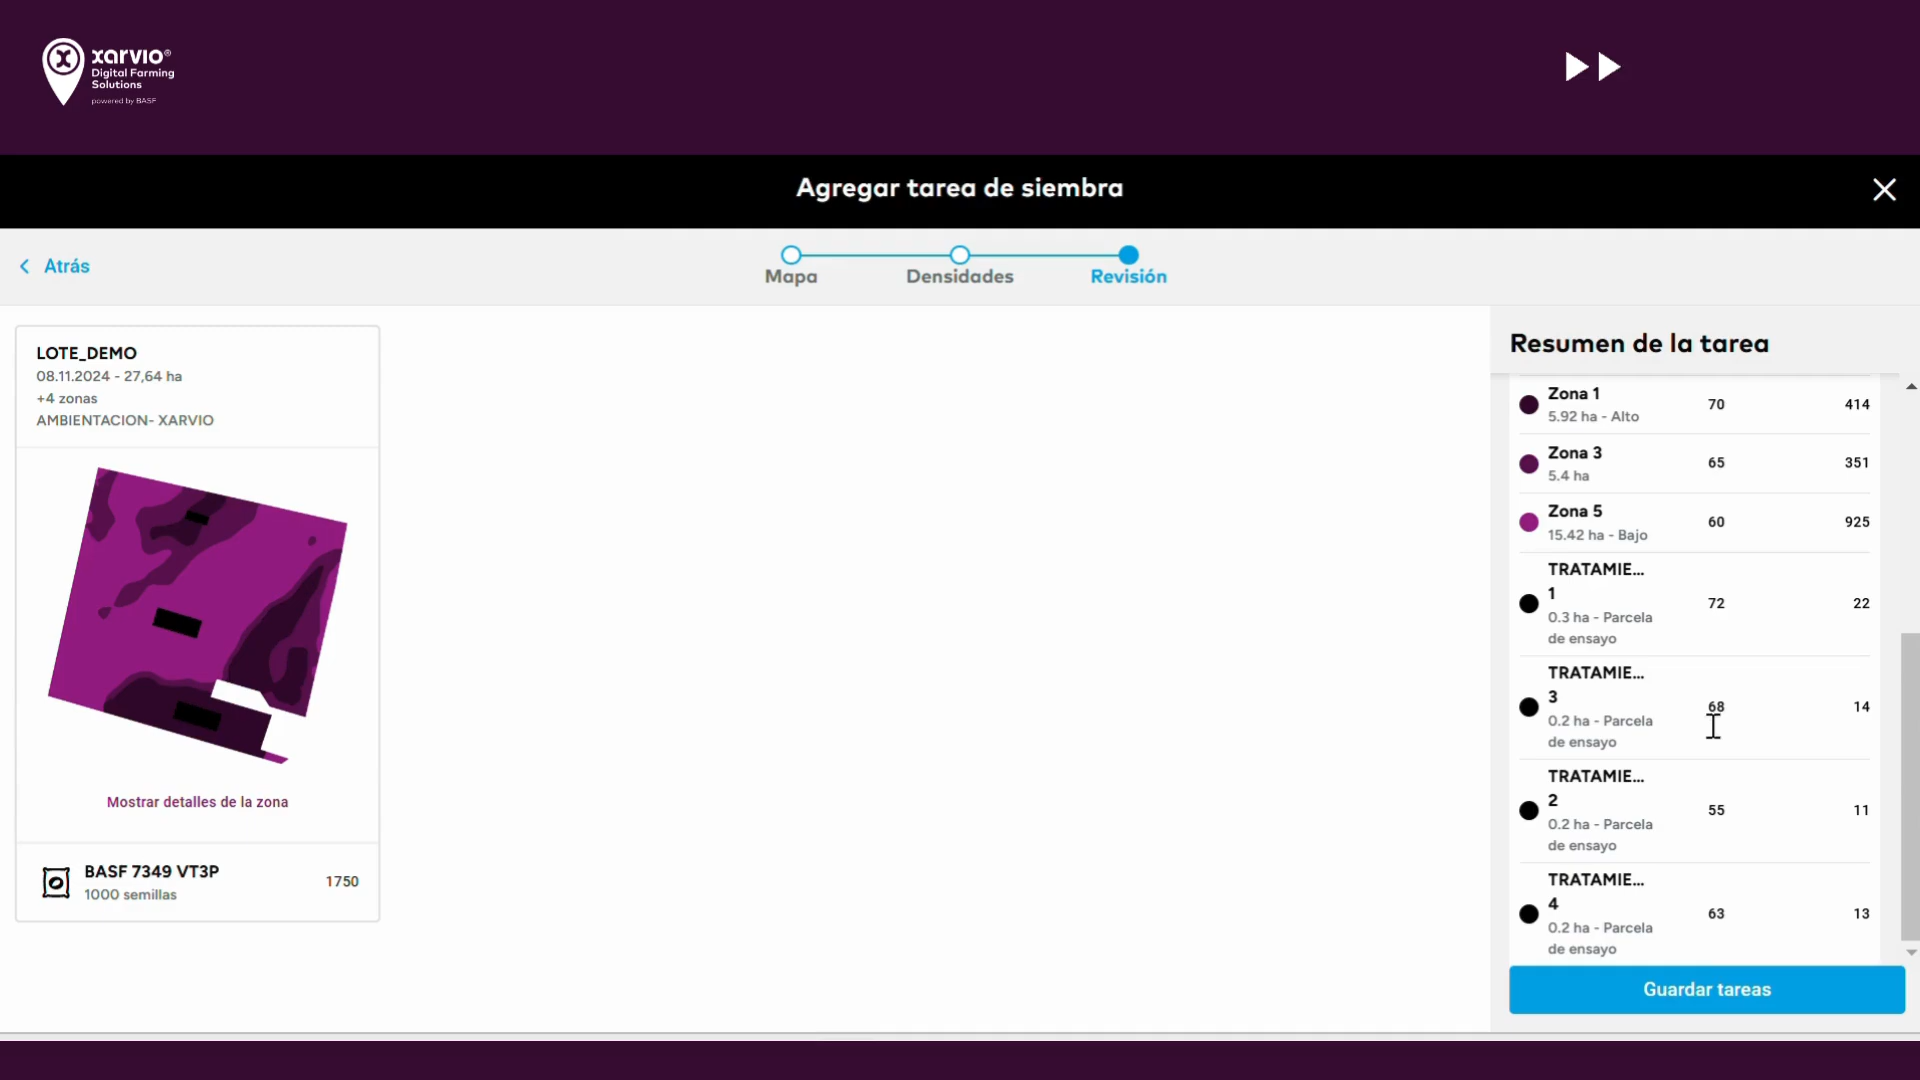 xarvio®
Digital Farming
Solutions
powered by BASF
Agregar tarea de siembra
Atrás
Mapa
Densidades
Revisión
LOTE_DEMO
08.11.2024 - 27,64 ha
+4 zonas
AMBIENTACION- XARVIO
Mostrar detalles de la zona
BASF 7349 VT3P
1000 semillas
1750
Resumen de la tarea
Zona 1
5.92 ha - Alto
70
414
Zona 3
5.4 ha
65
351
Zona 5
15.42 ha - Bajo
60
925
TRATAMIE...
1
0.3 ha - Parcela
de ensayo
72
22
TRATAMIE...
3
0.2 ha - Parcela
de ensayo
68
14
TRATAMIE...
2
0.2 ha - Parcela
de ensayo
55
11
TRATAMIE...
4
0.2 ha - Parcela
de ensayo
63
13
Guardar tareas